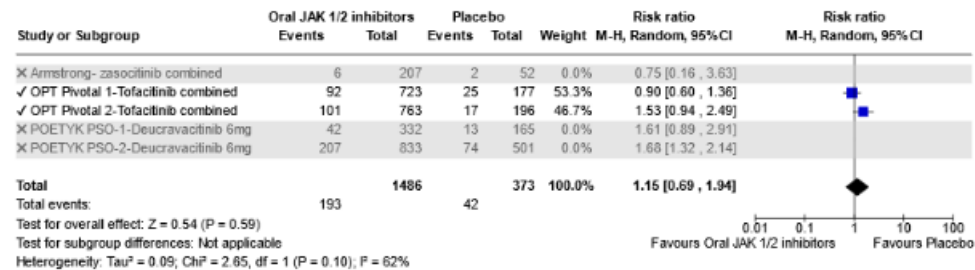 Oral JAK 1/2 inhibitors Placebo Risk ratio Risk ratio
Study or Subgroup Events Total Events Total Weight M-H, Random, 95% CI M-H, Random, 95% CI
✕ Armstrong- zasocitinib combined 6 207 2 52 0.0% 0.75 [0.16 , 3.63]
✓ OPT Pivotal 1-Tofacitinib combined 92 723 25 177 53.3% 0.90 [0.60 , 1.36]
✓ OPT Pivotal 2-Tofacitinib combined 101 763 17 196 46.7% 1.53 [0.94 , 2.49]
✕ POETYK PSO-1-Deucravacitinib 6mg 42 332 13 165 0.0% 1.61 [0.89 , 2.91]
✕ POETYK PSO-2-Deucravacitinib 6mg 207 833 74 501 0.0% 1.68 [1.32 , 2.14]
Total 1486 373 100.0% 1.15 [0.69 , 1.94]
Total events: 193 42
Test for overall effect: Z = 0.54 (P = 0.59)
0.01 0.1 1 10 100
Test for subgroup differences: Not applicable
Favours Oral JAK 1/2 inhibitors Favours Placebo
Heterogeneity: Tau² = 0.09; Chi² = 2.65, df = 1 (P = 0.10); I² = 62%